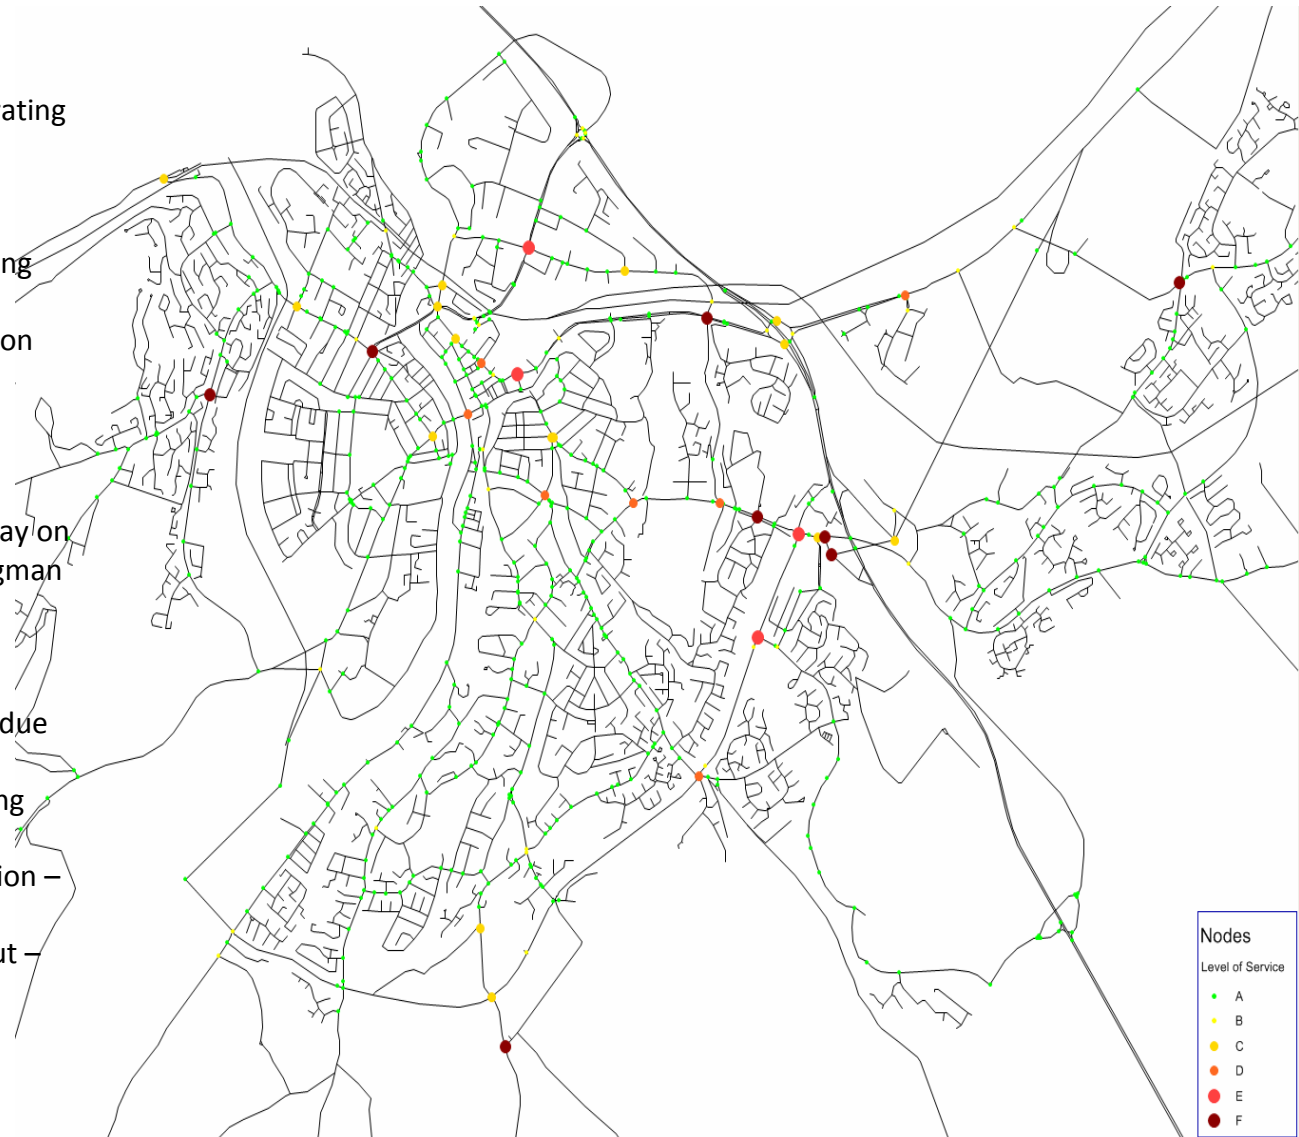 ating
ng
on
ay on
gman
due
ng
ion –
ut –
Nodes
Level of Service
A
B
C
D
E
F